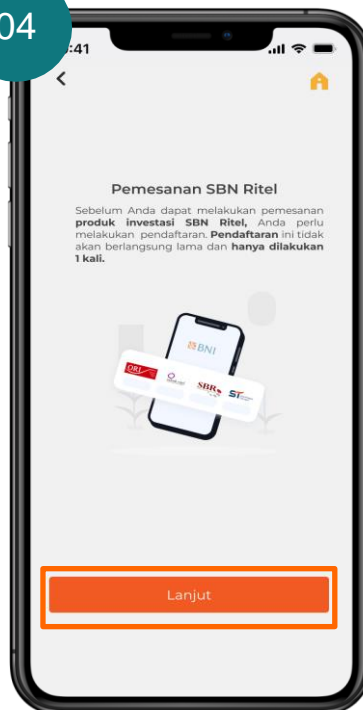 04
:41
Pemesanan SBN Ritel
Sebelum Anda dapat melakukan pemesanan
produk investasi SBN Ritel, Anda perlu
melakukan pendaftaran. Pendaftaran ini tidak
akan berlangsung lama dan hanya dilakukan
1 kali.
BNI
ORI
SBR
ST
Lanjut